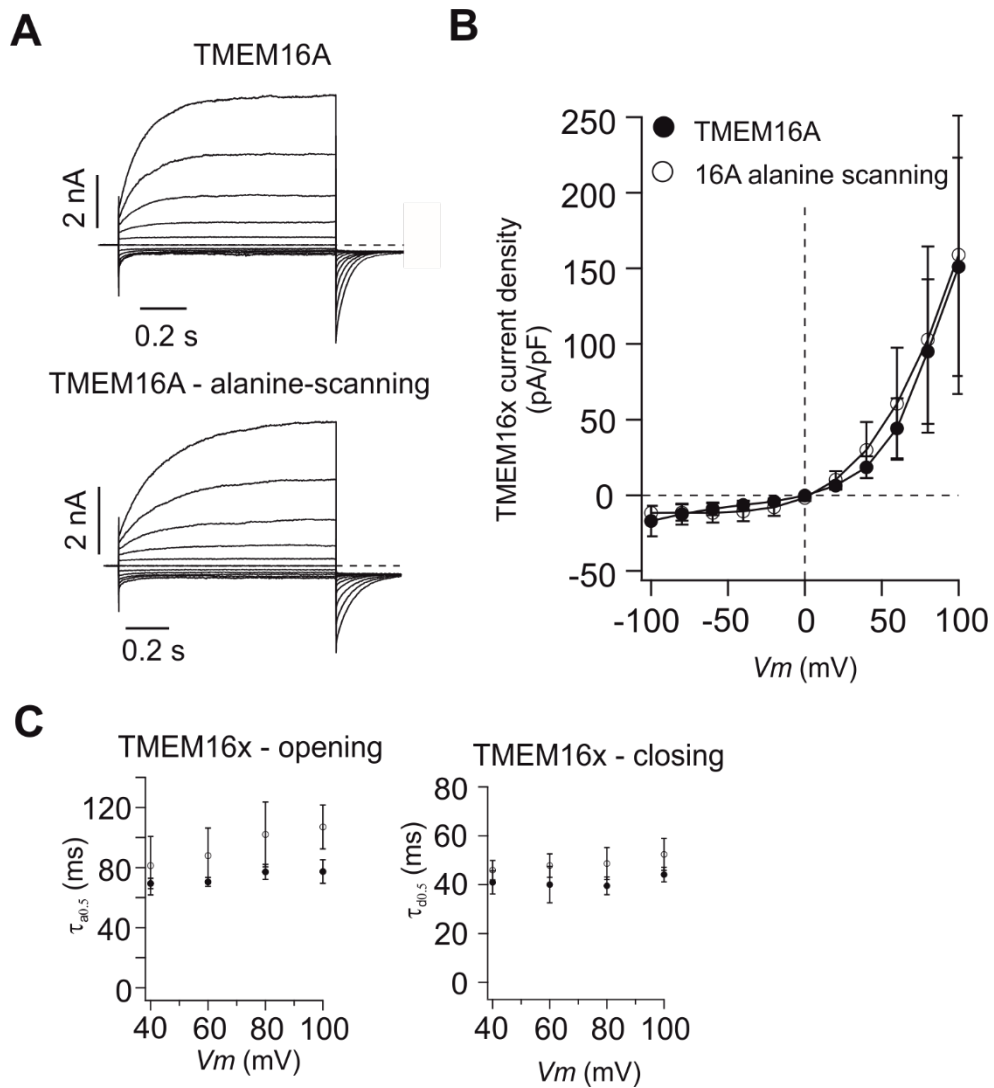 A
TMEM16A
2 nA
0.2 s
TMEM16A - alanine-scanning
2 nA
0.2 s
B
TMEM16A
16A alanine scanning
TMEM16x current density
(pA/pF)
250
200
150
100
50
0
-50
-100
-50
0
50
100
Vm (mV)
C
TMEM16x - opening
τa0.5 (ms)
120
80
40
0
40
60
80
100
Vm (mV)
TMEM16x - closing
τd0.5 (ms)
80
60
40
20
0
40
60
80
100
Vm (mV)